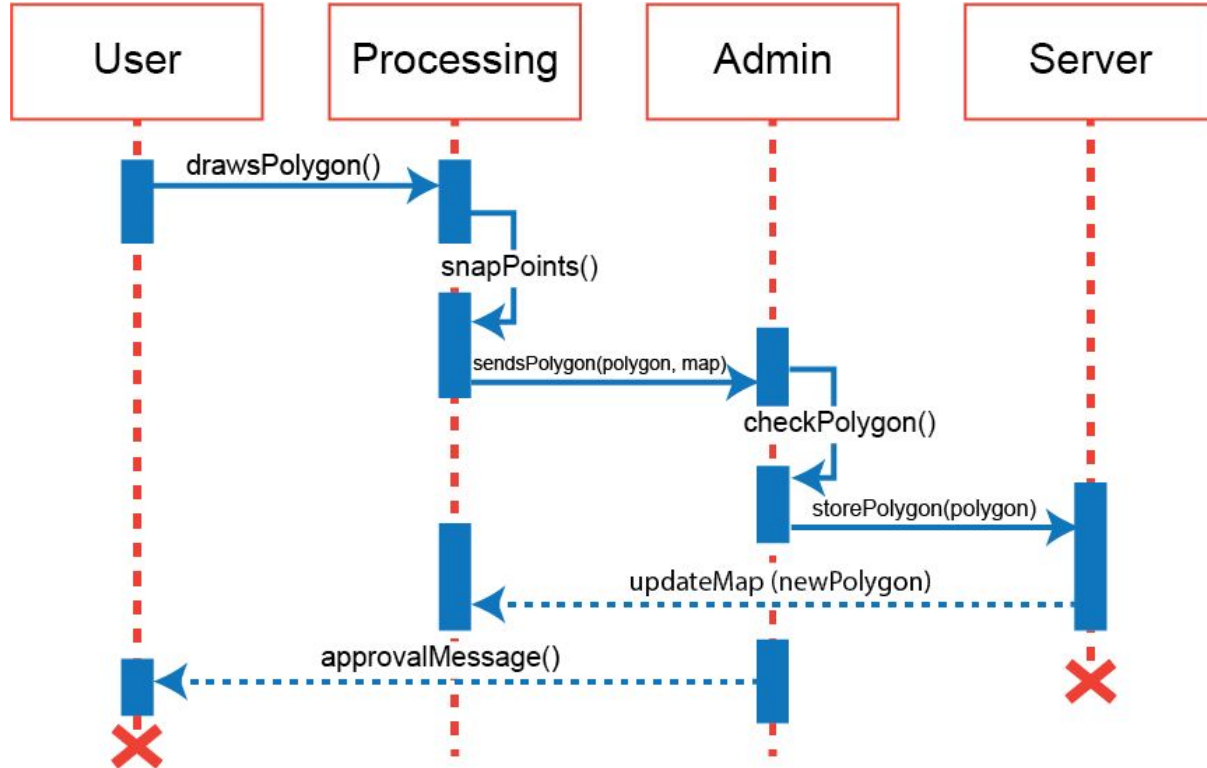 User
Processing
Admin
Server
drawsPolygon()
snapPoints()
sendsPolygon(polygon, map)
checkPolygon()
storePolygon(polygon)
updateMap (newPolygon)
approvalMessage()